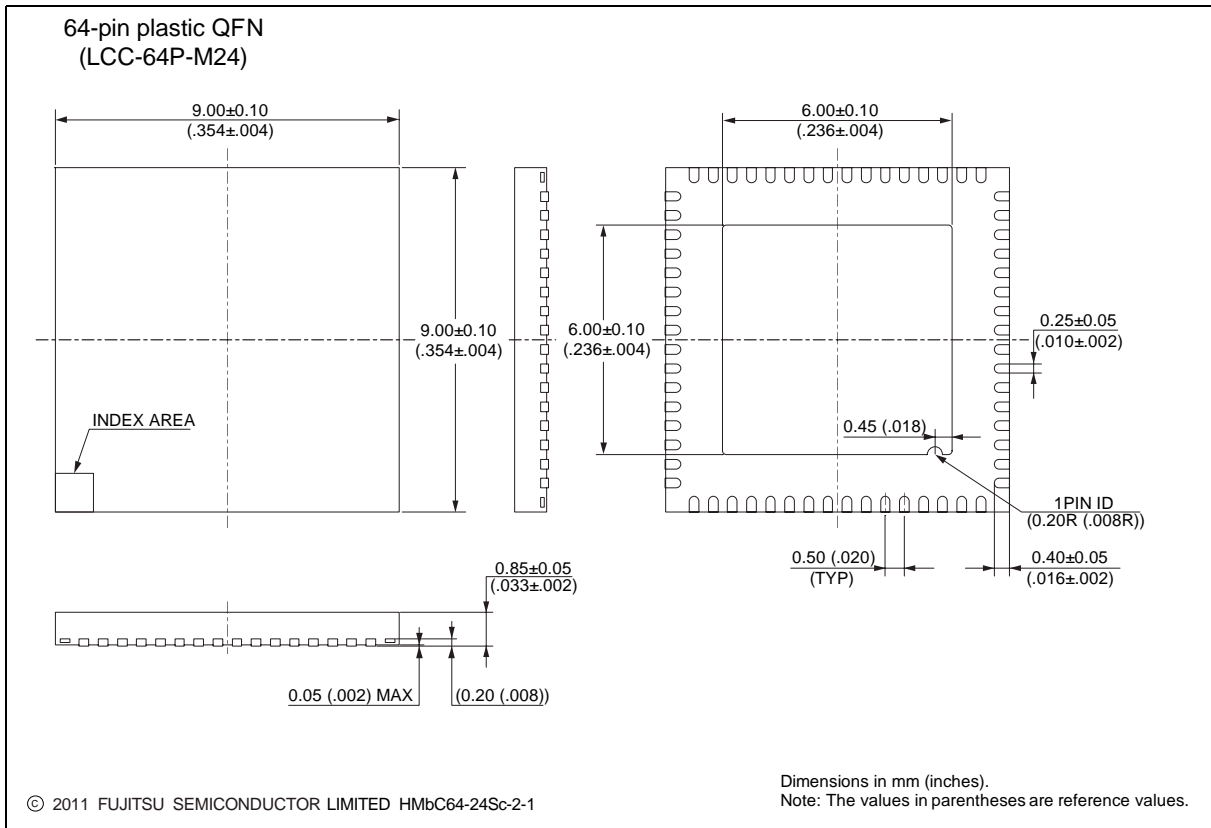 64-pin plastic QFN
(LCC-64P-M24)
9.00±0.10
(.354±.004)
6.00±0.10
(.236±.004)
9.00±0.10
(.354±.004)
6.00±0.10
(.236±.004)
0.25±0.05
(.010±.002)
INDEX AREA
0.45 (.018)
1PIN ID
(0.20R (.008R))
0.50 (.020)
(TYP)
0.40±0.05
(.016±.002)
0.85±0.05
(.033±.002)
0.05 (.002) MAX
(0.20 (.008))
Dimensions in mm (inches).
Note: The values in parentheses are reference values.
© 2011 FUJITSU SEMICONDUCTOR LIMITED HMbC64-24Sc-2-1